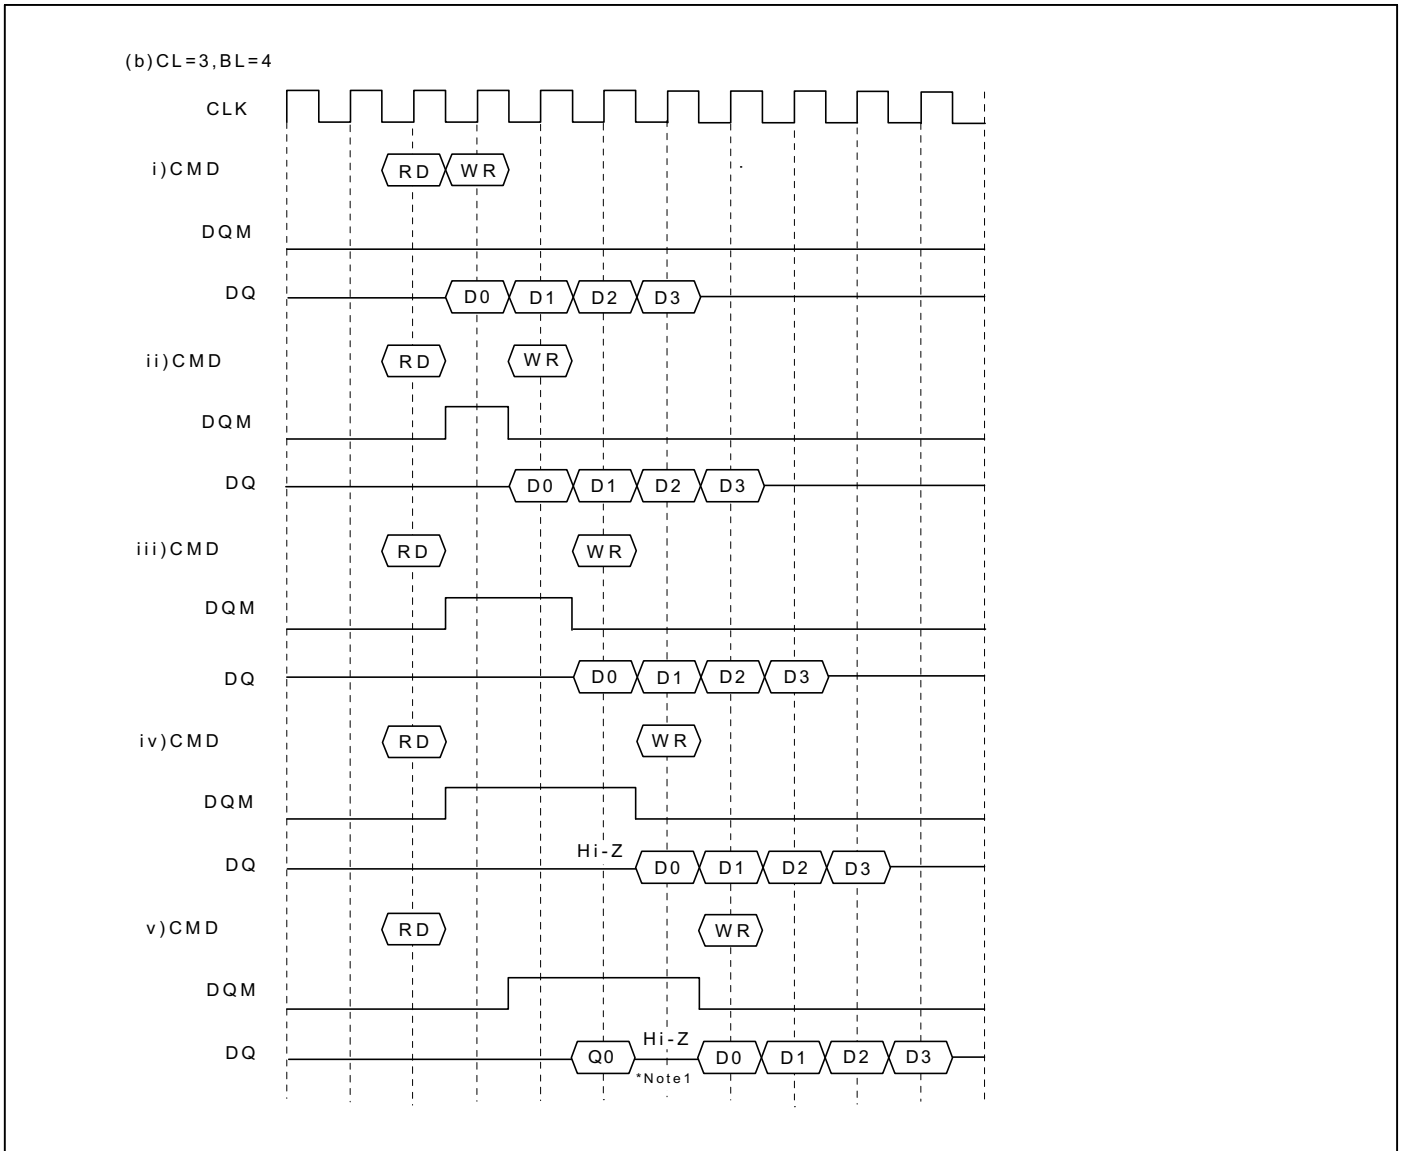 (b)CL=3,BL=4
CLK
i)CMD RD WR
DQM
DQ D0 D1 D2 D3
ii)CMD RD WR
DQM
DQ D0 D1 D2 D3
iii)CMD RD WR
DQM
DQ D0 D1 D2 D3
iv)CMD RD WR
DQM
DQ Hi-Z D0 D1 D2 D3
v)CMD RD WR
DQM
DQ Q0 Hi-Z D0 D1 D2 D3
*Note1